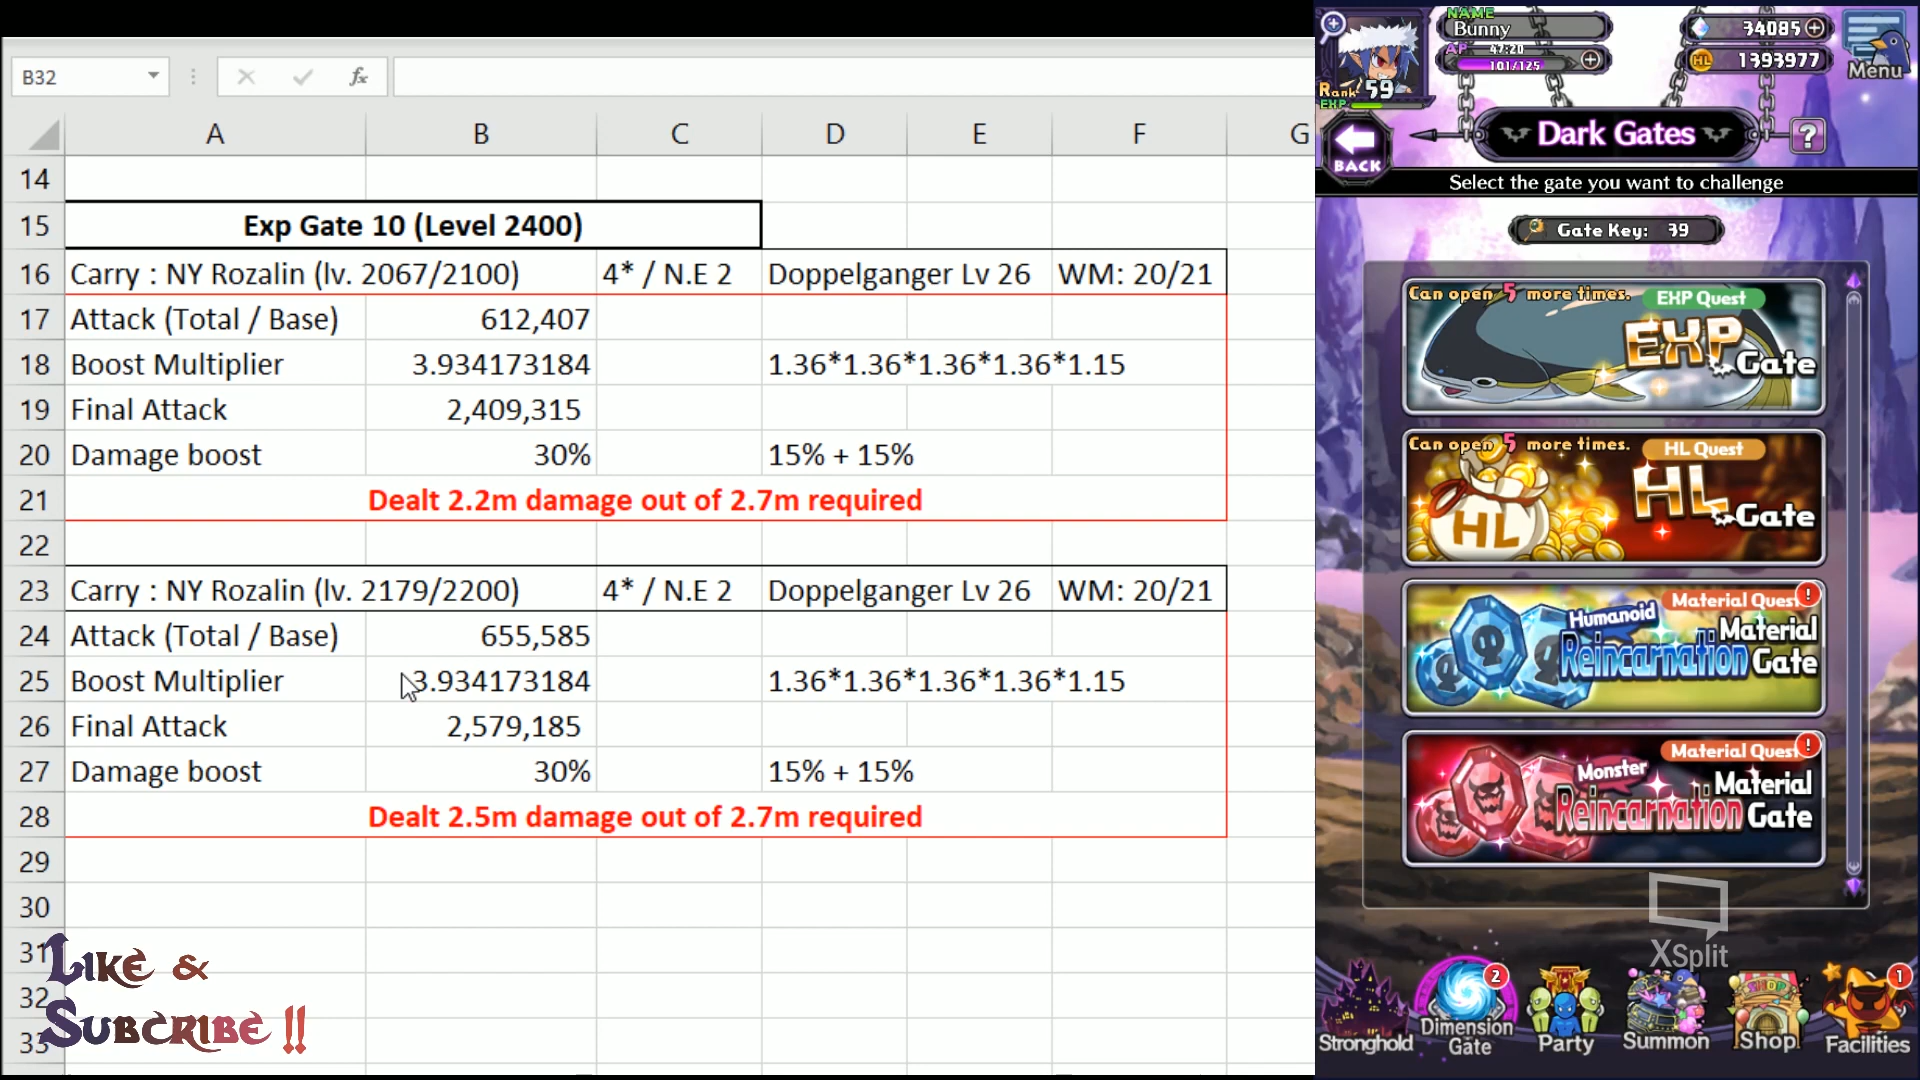 B32
fx
A B C D E F G
14
15 Exp Gate 10 (Level 2400)
16 Carry : NY Rozalin (lv. 2067/2100) 4* / N.E 2 Doppelganger Lv 26 WM: 20/21
17 Attack (Total / Base) 612,407
18 Boost Multiplier 3.934173184 1.36*1.36*1.36*1.36*1.15
19 Final Attack 2,409,315
20 Damage boost 30% 15% + 15%
21 Dealt 2.2m damage out of 2.7m required
22
23 Carry : NY Rozalin (lv. 2179/2200) 4* / N.E 2 Doppelganger Lv 26 WM: 20/21
24 Attack (Total / Base) 655,585
25 Boost Multiplier 3.934173184 1.36*1.36*1.36*1.36*1.15
26 Final Attack 2,579,185
27 Damage boost 30% 15% + 15%
28 Dealt 2.5m damage out of 2.7m required
29
30
31
32
33
Like &
Subcribe !!
NAME
Bunny
AP 47:20
101/125
Rank 59
EXP
34085
HL 1393977
Menu
BACK
Dark Gates
?
Select the gate you want to challenge
Gate Key: 39
Can open 5 more times.
EXP Quest
EXP Gate
Can open 5 more times.
HL Quest
HL
HL Gate
Material Quest !
Humanoid Material
Reincarnation Gate
Material Quest !
Monster Material
Reincarnation Gate
XSplit
Stronghold
2
Dimension
Gate
Party
Summon
SHOP
Shop
1
Facilities